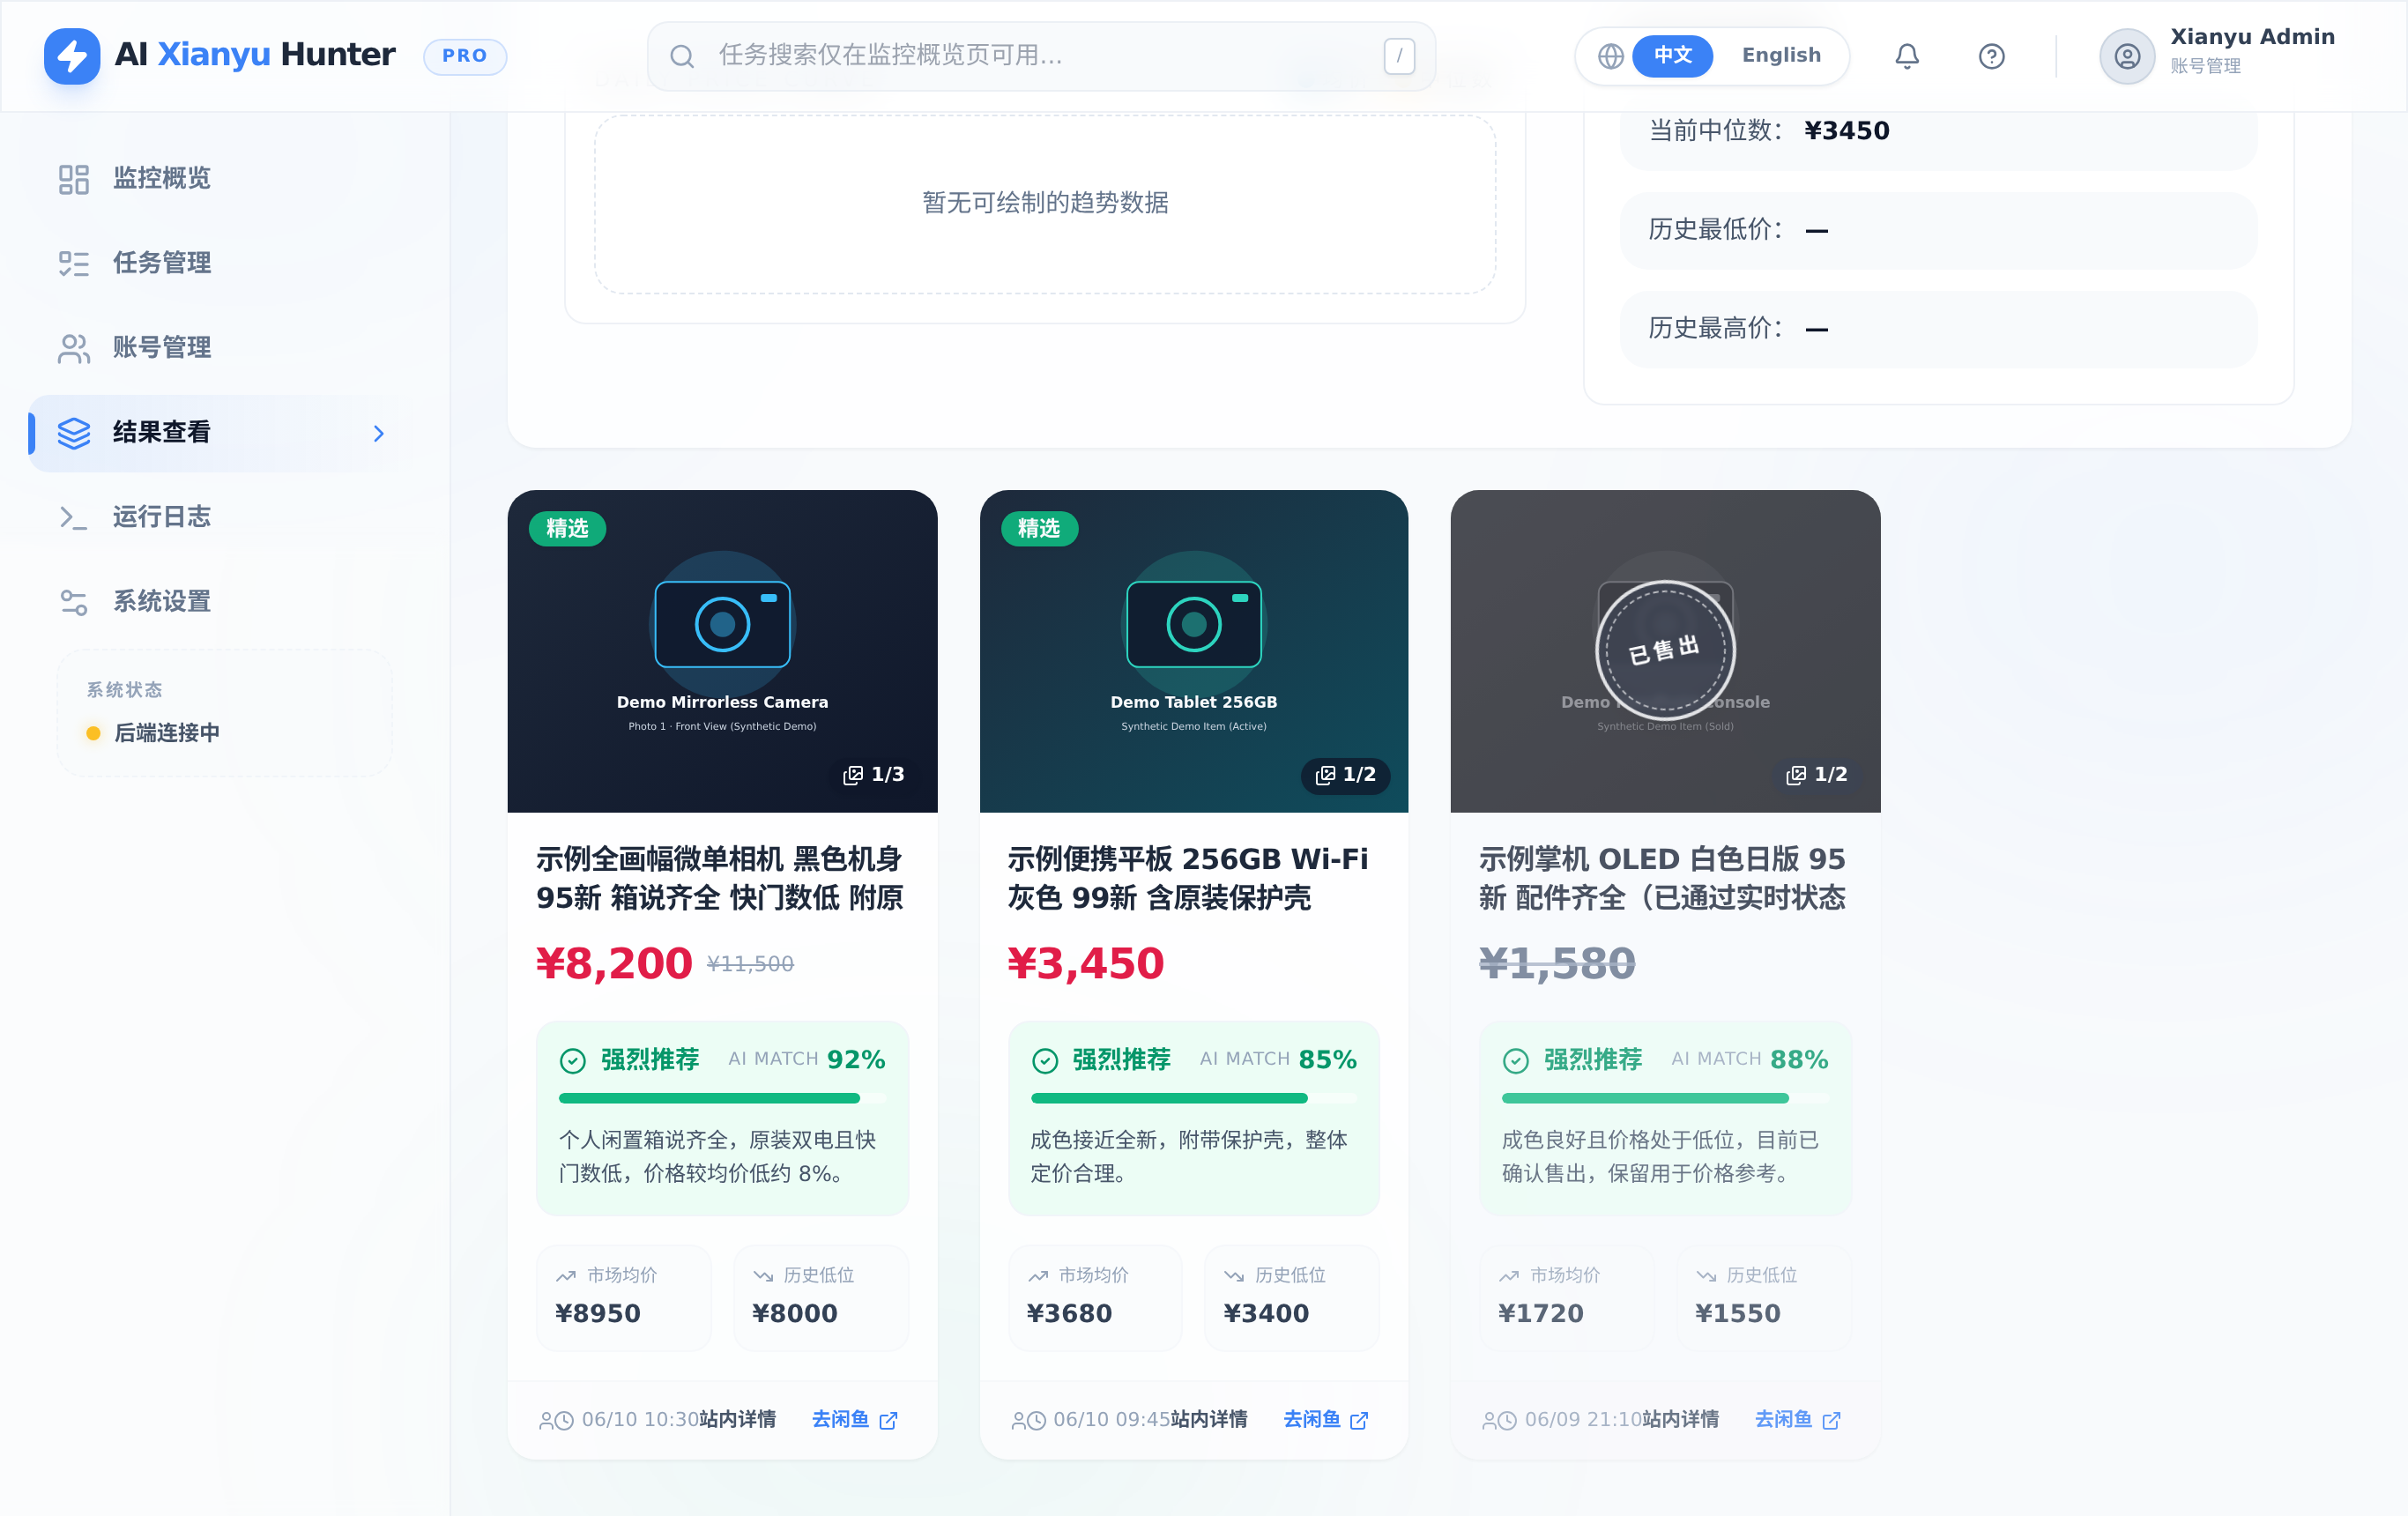 AI Xianyu Hunter PRO
任务搜索仅在监控概览页可用... /
中文 English
Xianyu Admin
账号管理
监控概览
任务管理
账号管理
结果查看
运行日志
系统设置
系统状态
后端连接中
暂无可绘制的趋势数据
当前中位数： ¥3450
历史最低价： —
历史最高价： —
精选
Demo Mirrorless Camera
Photo 1 · Front View (Synthetic Demo)
1/3
示例全画幅微单相机 黑色机身
95新 箱说齐全 快门数低 附原
¥8,200 ¥11,500
强烈推荐 AI MATCH 92%
个人闲置箱说齐全，原装双电且快
门数低，价格较均价低约 8%。
市场均价
¥8950
历史低位
¥8000
06/10 10:30 站内详情 去闲鱼
精选
Demo Tablet 256GB
Synthetic Demo Item (Active)
1/2
示例便携平板 256GB Wi-Fi
灰色 99新 含原装保护壳
¥3,450
强烈推荐 AI MATCH 85%
成色接近全新，附带保护壳，整体
定价合理。
市场均价
¥3680
历史低位
¥3400
06/10 09:45 站内详情 去闲鱼
已售出
Demo
Synthetic Demo Item (Sold)
1/2
示例掌机 OLED 白色日版 95
新 配件齐全（已通过实时状态
¥1,580
强烈推荐 AI MATCH 88%
成色良好且价格处于低位，目前已
确认售出，保留用于价格参考。
市场均价
¥1720
历史低位
¥1550
06/09 21:10 站内详情 去闲鱼